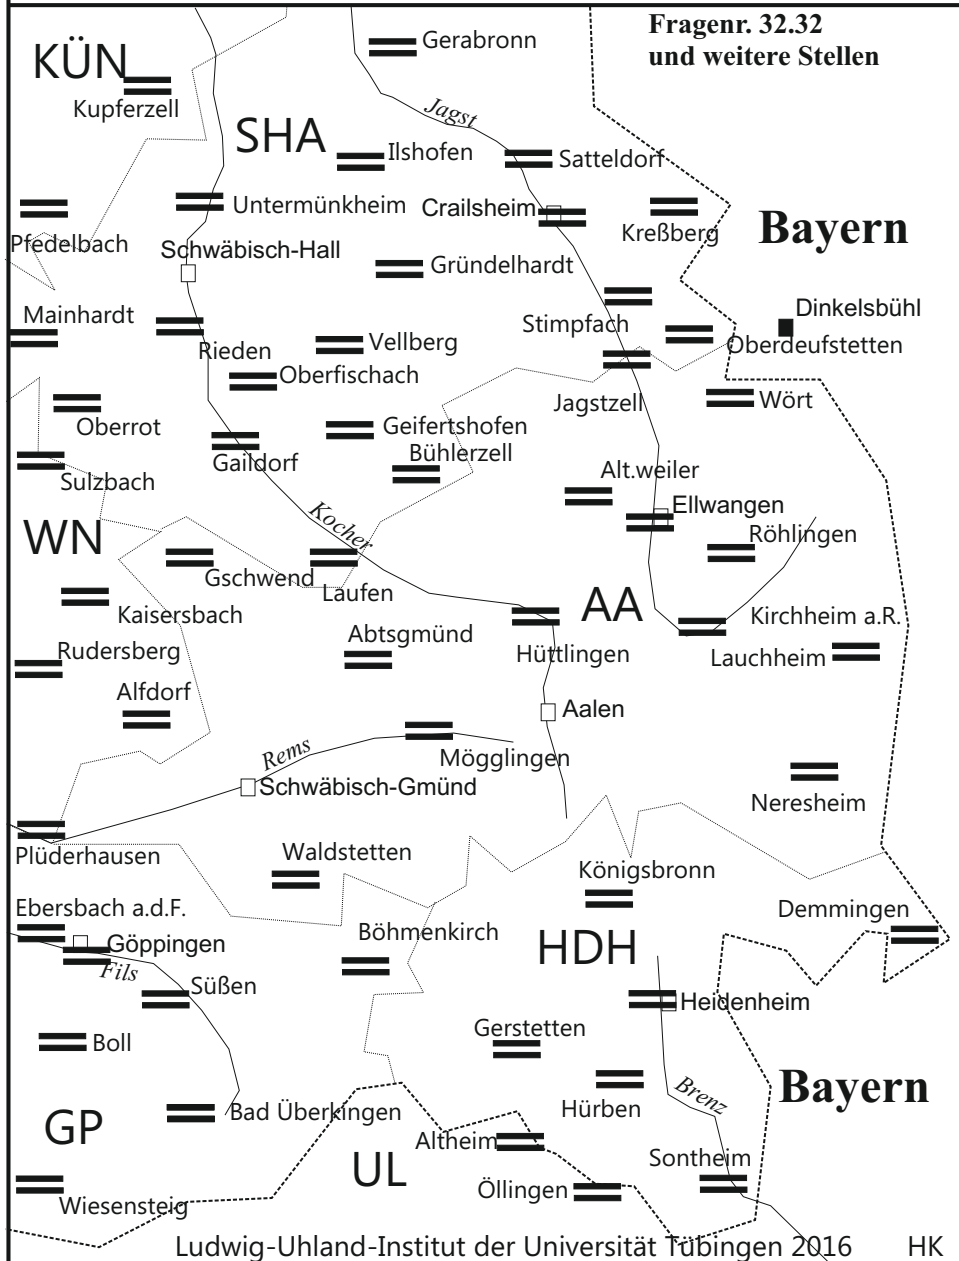 Fragenr. 32.32
und weitere Stellen
Gerabronn
KÜN
Kupferzell
Jagst
SHA
Ilshofen
Satteldorf
Untermünkheim
Crailsheim
Kreßberg
Bayern
Pfedelbach
Schwäbisch-Hall
Gründelhardt
Dinkelsbühl
Mainhardt
Stimpfach
Rieden
Vellberg
Oberdeufstetten
Oberfischach
Jagstzell
Wört
Oberrot
Geifertshofen
Gaildorf
Bühlerzell
Sulzbach
Alt.weiler
Ellwangen
Kocher
WN
Röhlingen
Gschwend
Laufen
AA
Kaisersbach
Kirchheim a.R.
Abtsgmünd
Rudersberg
Hüttlingen
Lauchheim
Alfdorf
Aalen
Rems
Mögglingen
Schwäbisch-Gmünd
Neresheim
Plüderhausen
Waldstetten
Königsbronn
Ebersbach a.d.F.
Demmingen
Göppingen
Böhmenkirch
HDH
Fils
Süßen
Heidenheim
Gerstetten
Boll
Bayern
Brenz
Hürben
Bad Überkingen
GP
Altheim
Sontheim
UL
Öllingen
Wiesensteig
Ludwig-Uhland-Institut der Universität Tübingen 2016 HK